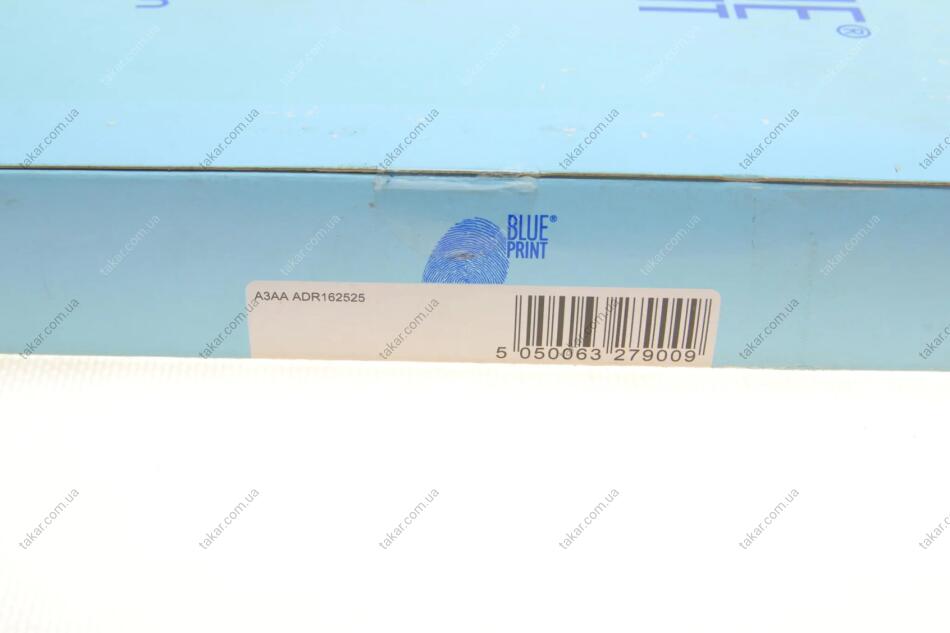 BLUE®
PRINT
A3AA ADR162525
5 050063 279009
takar.com.ua